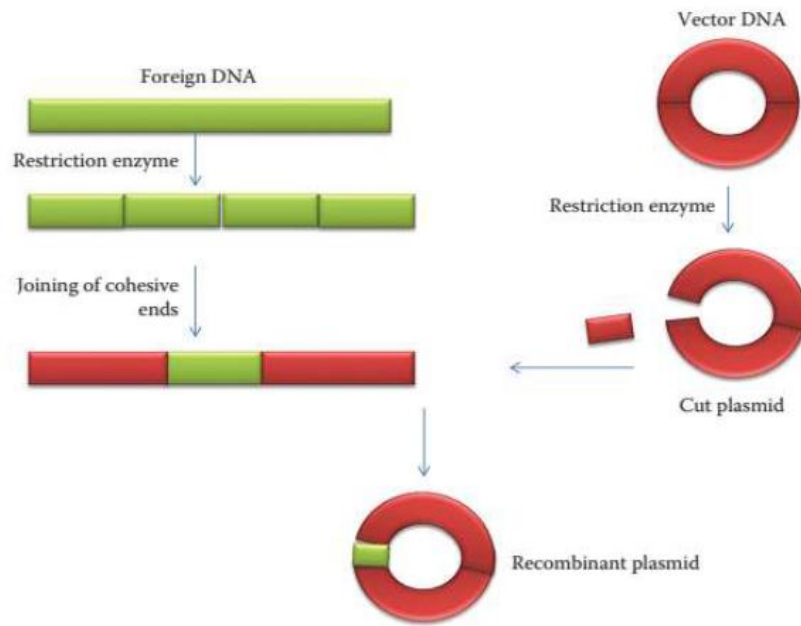 Vector DNA
Foreign DNA
Restriction enzyme
Restriction enzyme
Joining of cohesive
ends
Cut plasmid
Recombinant plasmid